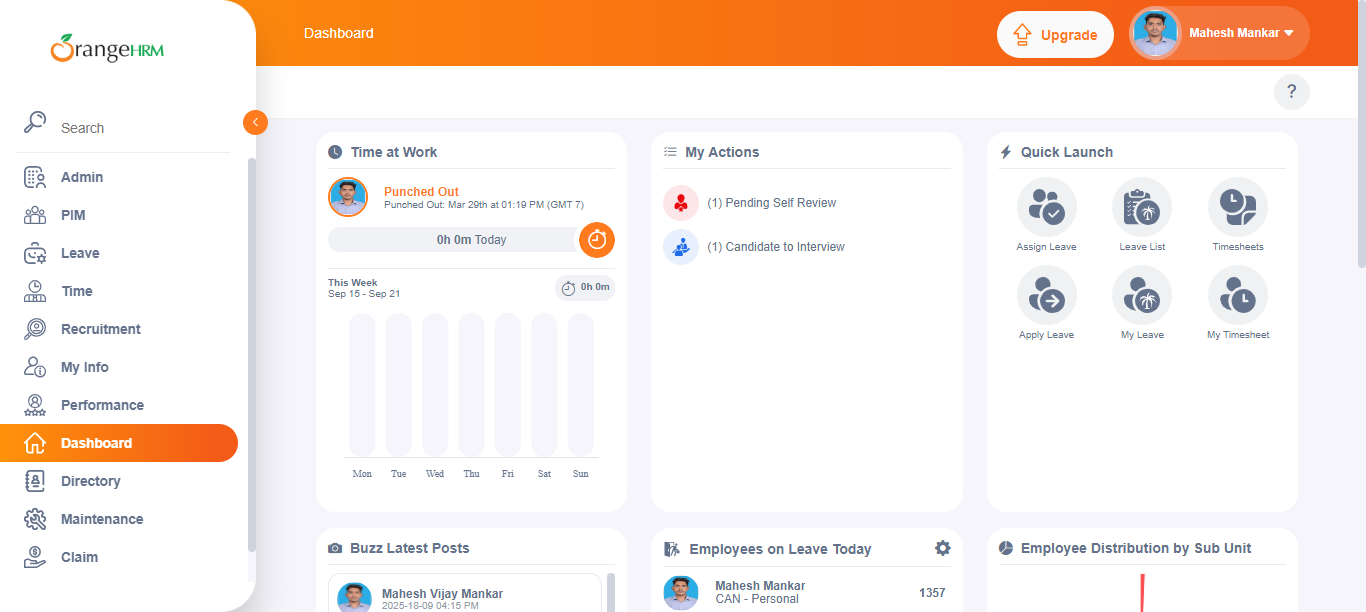 OrangeHRM
Dashboard
Upgrade
Mahesh Mankar
?
Search
Admin
PIM
Leave
Time
Recruitment
My Info
Performance
Dashboard
Directory
Maintenance
Claim
Time at Work
Punched Out
Punched Out: Mar 29th at 01:19 PM (GMT 7)
0h 0m Today
This Week
Sep 15 - Sep 21
0h 0m
Mon Tue Wed Thu Fri Sat Sun
My Actions
(1) Pending Self Review
(1) Candidate to Interview
Quick Launch
Assign Leave
Leave List
Timesheets
Apply Leave
My Leave
My Timesheet
Buzz Latest Posts
Mahesh Vijay Mankar
2025-18-09 04:15 PM
Employees on Leave Today
Mahesh Mankar
CAN - Personal
1357
Employee Distribution by Sub Unit